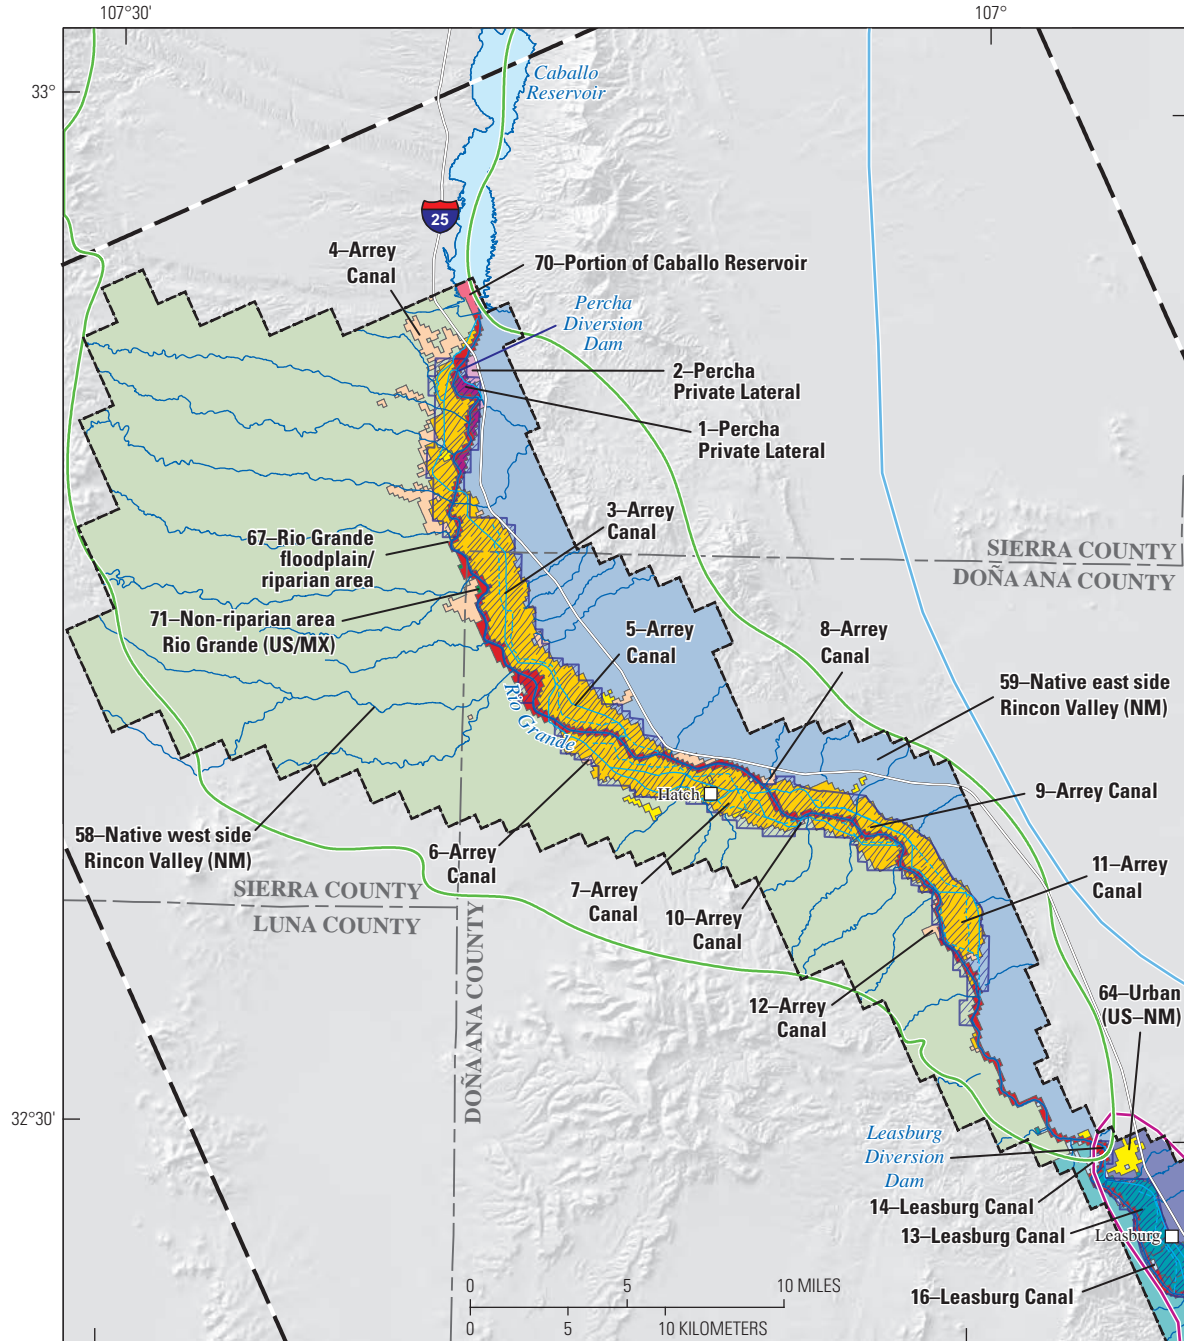 107°30'
107°
33°
Caballo
Reservoir
25
4–Arrey
Canal
70–Portion of Caballo Reservoir
Percha
Diversion
Dam
2–Percha
Private Lateral
1–Percha
Private Lateral
3–Arrey
Canal
67–Rio Grande
floodplain/
riparian area
SIERRA COUNTY
DOÑA ANA COUNTY
71–Non-riparian area
Rio Grande (US/MX)
5–Arrey
Canal
8–Arrey
Canal
59–Native east side
Rincon Valley (NM)
Rio Grande
Hatch
9–Arrey Canal
58–Native west side
Rincon Valley (NM)
6–Arrey
Canal
7–Arrey
Canal
10–Arrey
Canal
11–Arrey
Canal
SIERRA COUNTY
LUNA COUNTY
DOÑA ANA COUNTY
12–Arrey
Canal
64–Urban
(US–NM)
32°30'
Leasburg
Diversion
Dam
14–Leasburg Canal
13–Leasburg Canal
Leasburg
16–Leasburg Canal
0 5 10 MILES
0 5 10 KILOMETERS